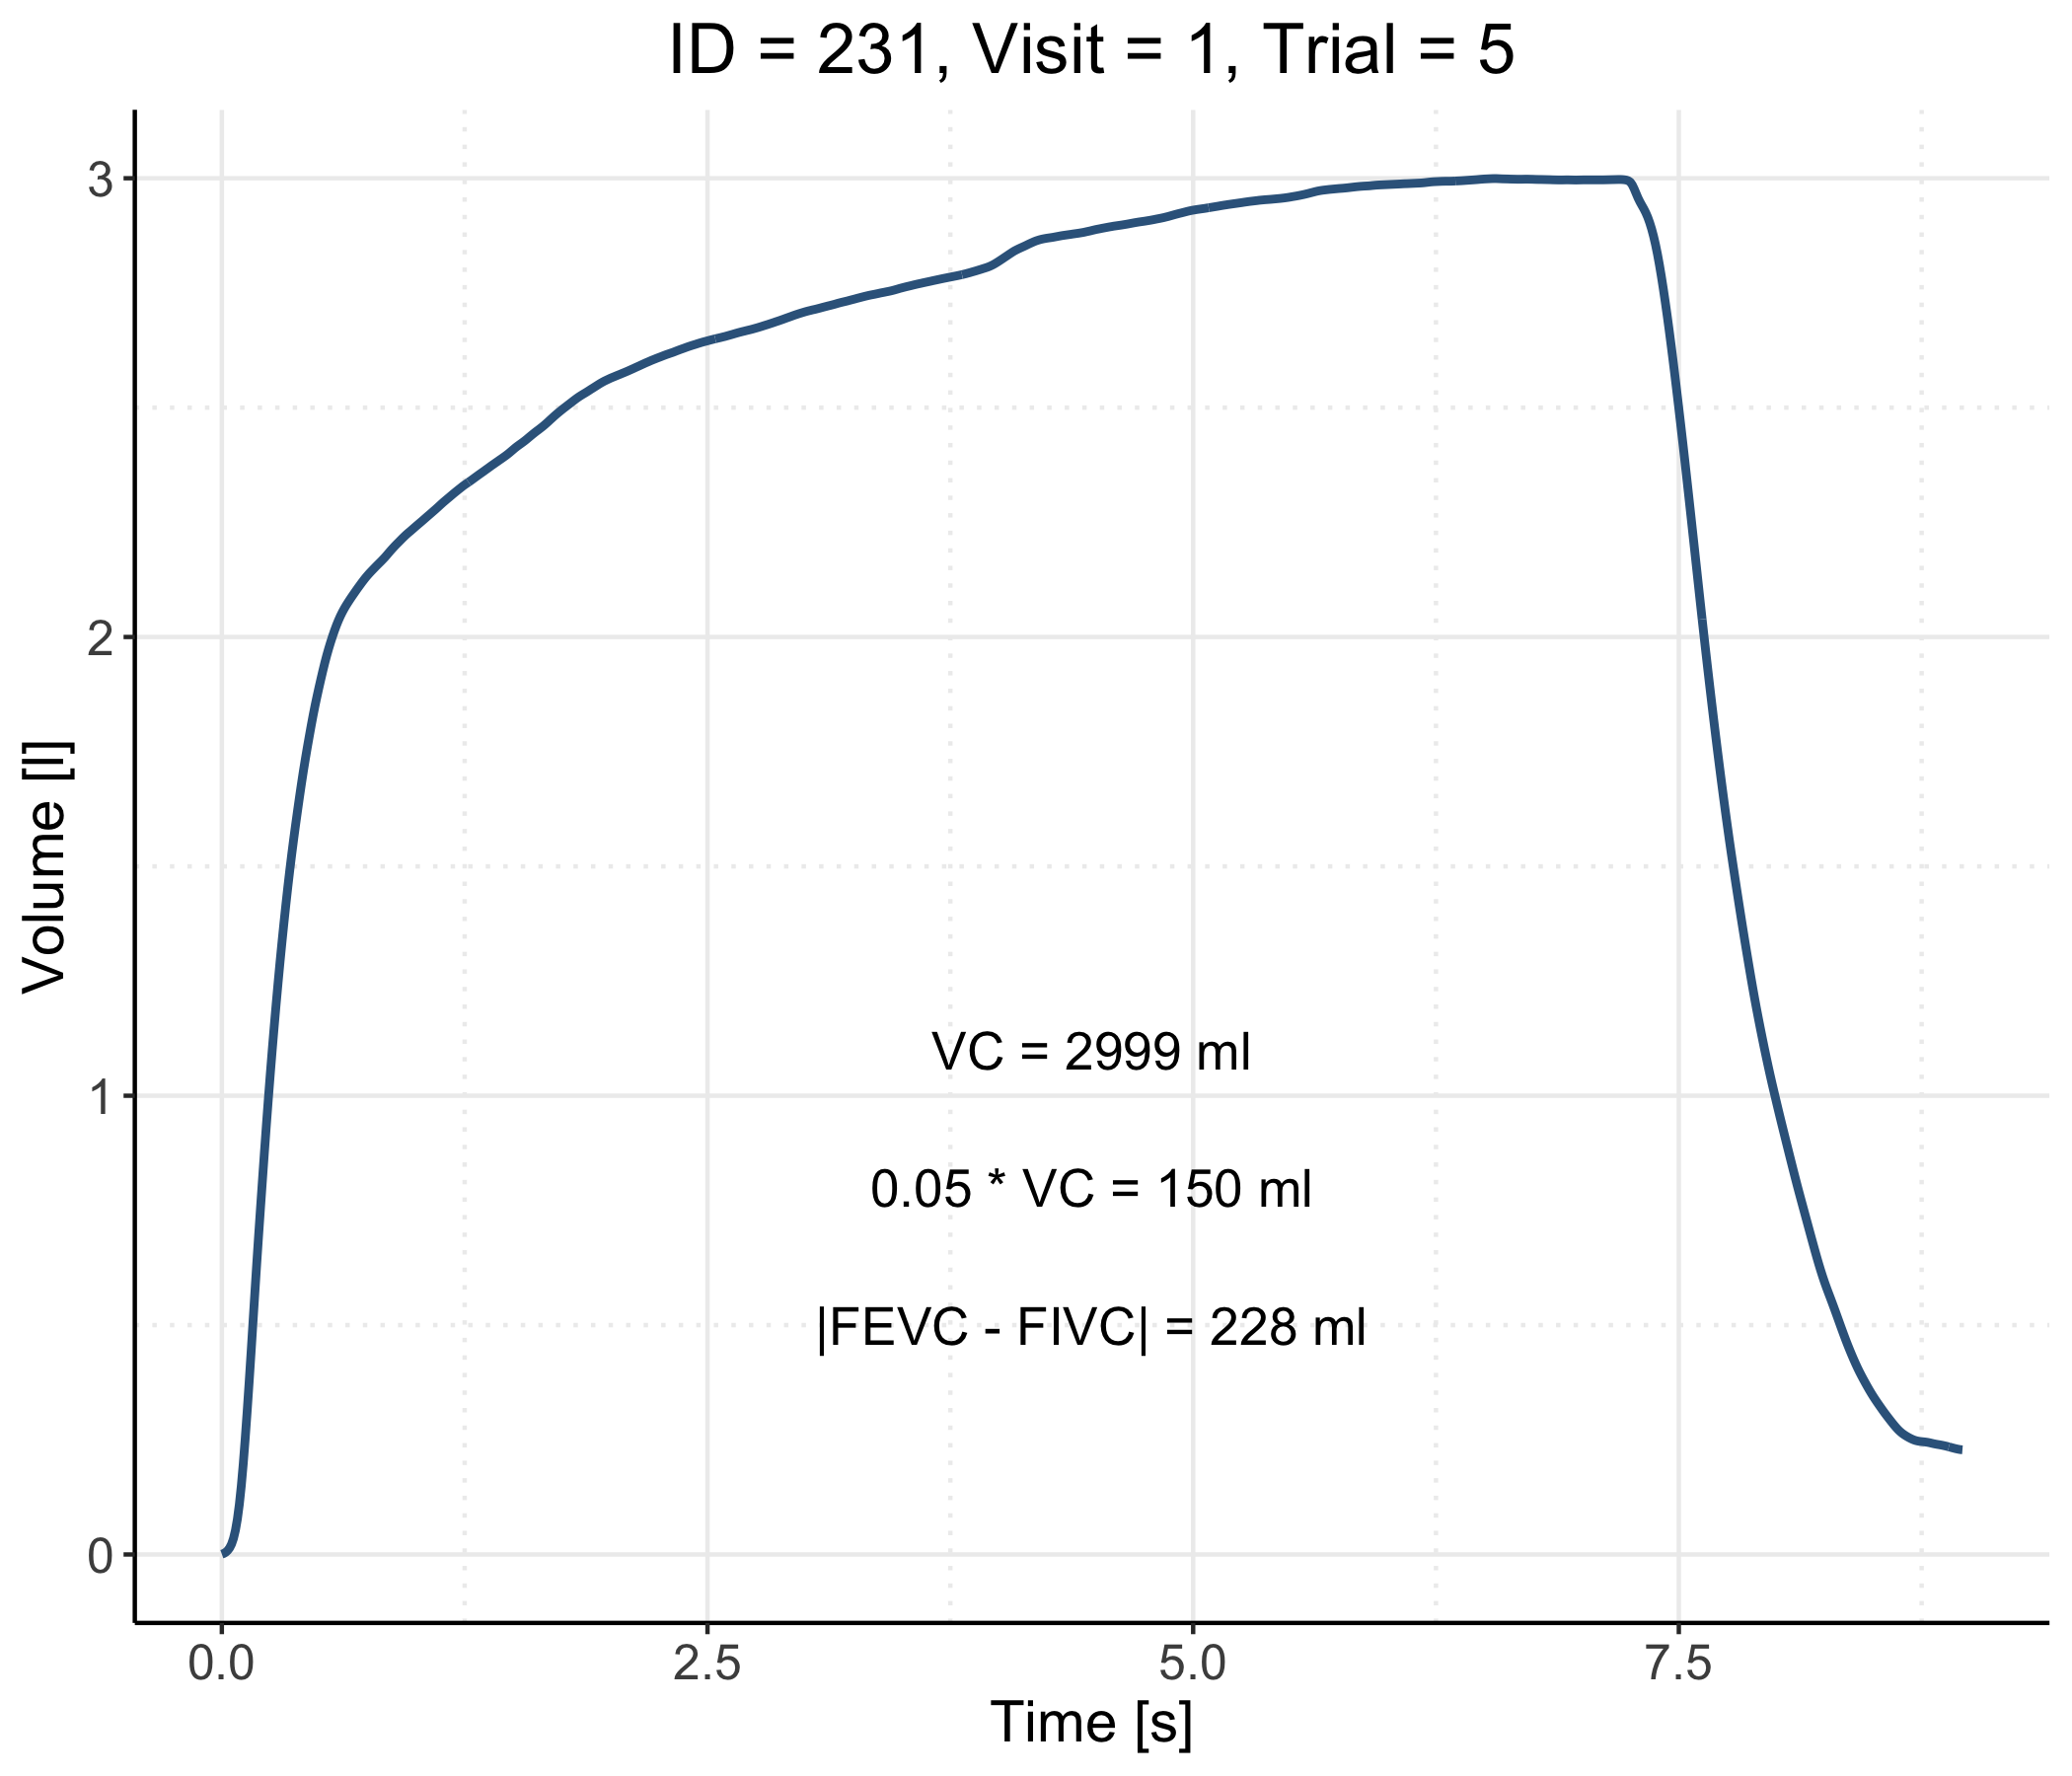 ID = 231, Visit = 1, Trial = 5
3
2
1
0
Volume [l]
VC = 2999 ml
0.05 * VC = 150 ml
|FEVC - FIVC| = 228 ml
0.0 2.5 5.0 7.5
Time [s]